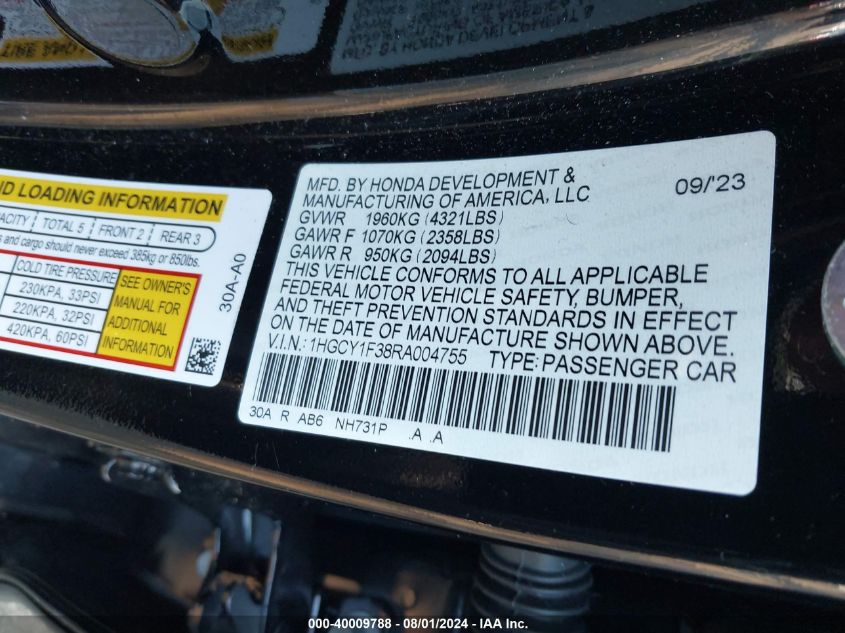 ND LOADING INFORMATION
PACITY TOTAL 5 FRONT 2 REAR 3
s and cargo should never exceed 385kg or 850lbs.
COLD TIRE PRESSURE
230KPA, 33PSI
220KPA, 32PSI
420KPA, 60PSI
SEE OWNER'S
MANUAL FOR
ADDITIONAL
INFORMATION
30A-A0
MFD. BY HONDA DEVELOPMENT &
MANUFACTURING OF AMERICA, LLC
09/'23
GVWR 1960KG (4321LBS)
GAWR F 1070KG (2358LBS)
GAWR R 950KG (2094LBS)
THIS VEHICLE CONFORMS TO ALL APPLICABLE
FEDERAL MOTOR VEHICLE SAFETY, BUMPER,
AND THEFT PREVENTION STANDARDS IN EFFECT
ON THE DATE OF MANUFACTURE SHOWN ABOVE.
V.I.N.: 1HGCY1F38RA004755 TYPE: PASSENGER CAR
30A R AB6 NH731P .A .A
000-40009788 - 08/01/2024 - IAA Inc.